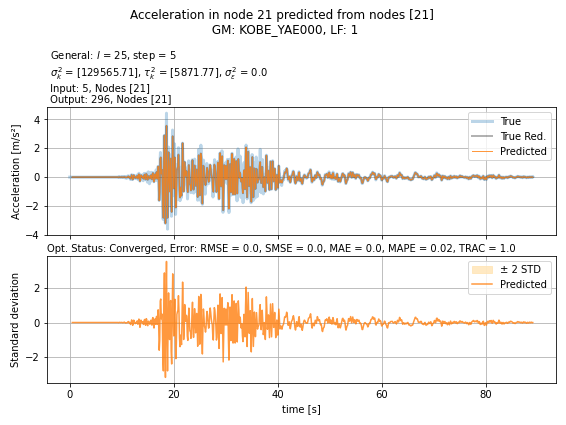 Acceleration in node 21 predicted from nodes [21]
GM: KOBE_YAE000, LF: 1
General: l = 25, step = 5
σ²ₖ = [129565.71], τ²ₖ = [5871.77], σ²ε = 0.0
Input: 5, Nodes [21]
Output: 296, Nodes [21]
True
True Red.
Predicted
Acceleration [m/s²]
4
2
0
−2
−4
Opt. Status: Converged, Error: RMSE = 0.0, SMSE = 0.0, MAE = 0.0, MAPE = 0.02, TRAC = 1.0
± 2 STD
Predicted
Standard deviation
2
0
−2
0 20 40 60 80
time [s]